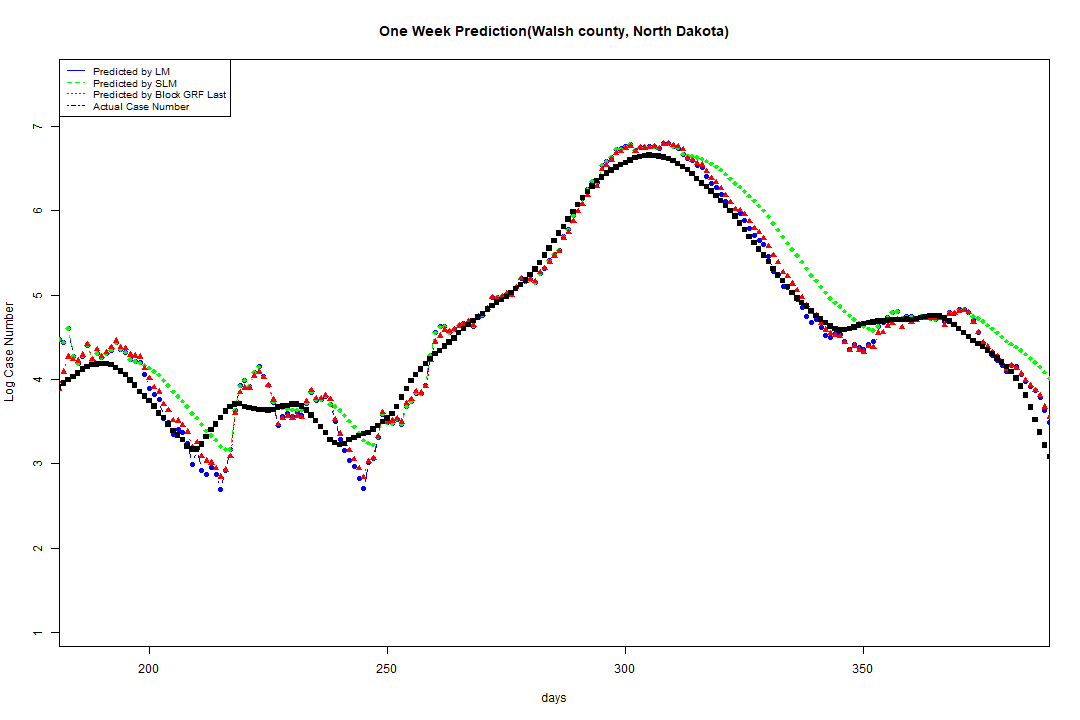 One Week Prediction(Walsh county, North Dakota)
Predicted by LM
Predicted by SLM
Predicted by Block GRF Last
Actual Case Number
Log Case Number
7
6
5
4
3
2
1
200 250 300 350
days